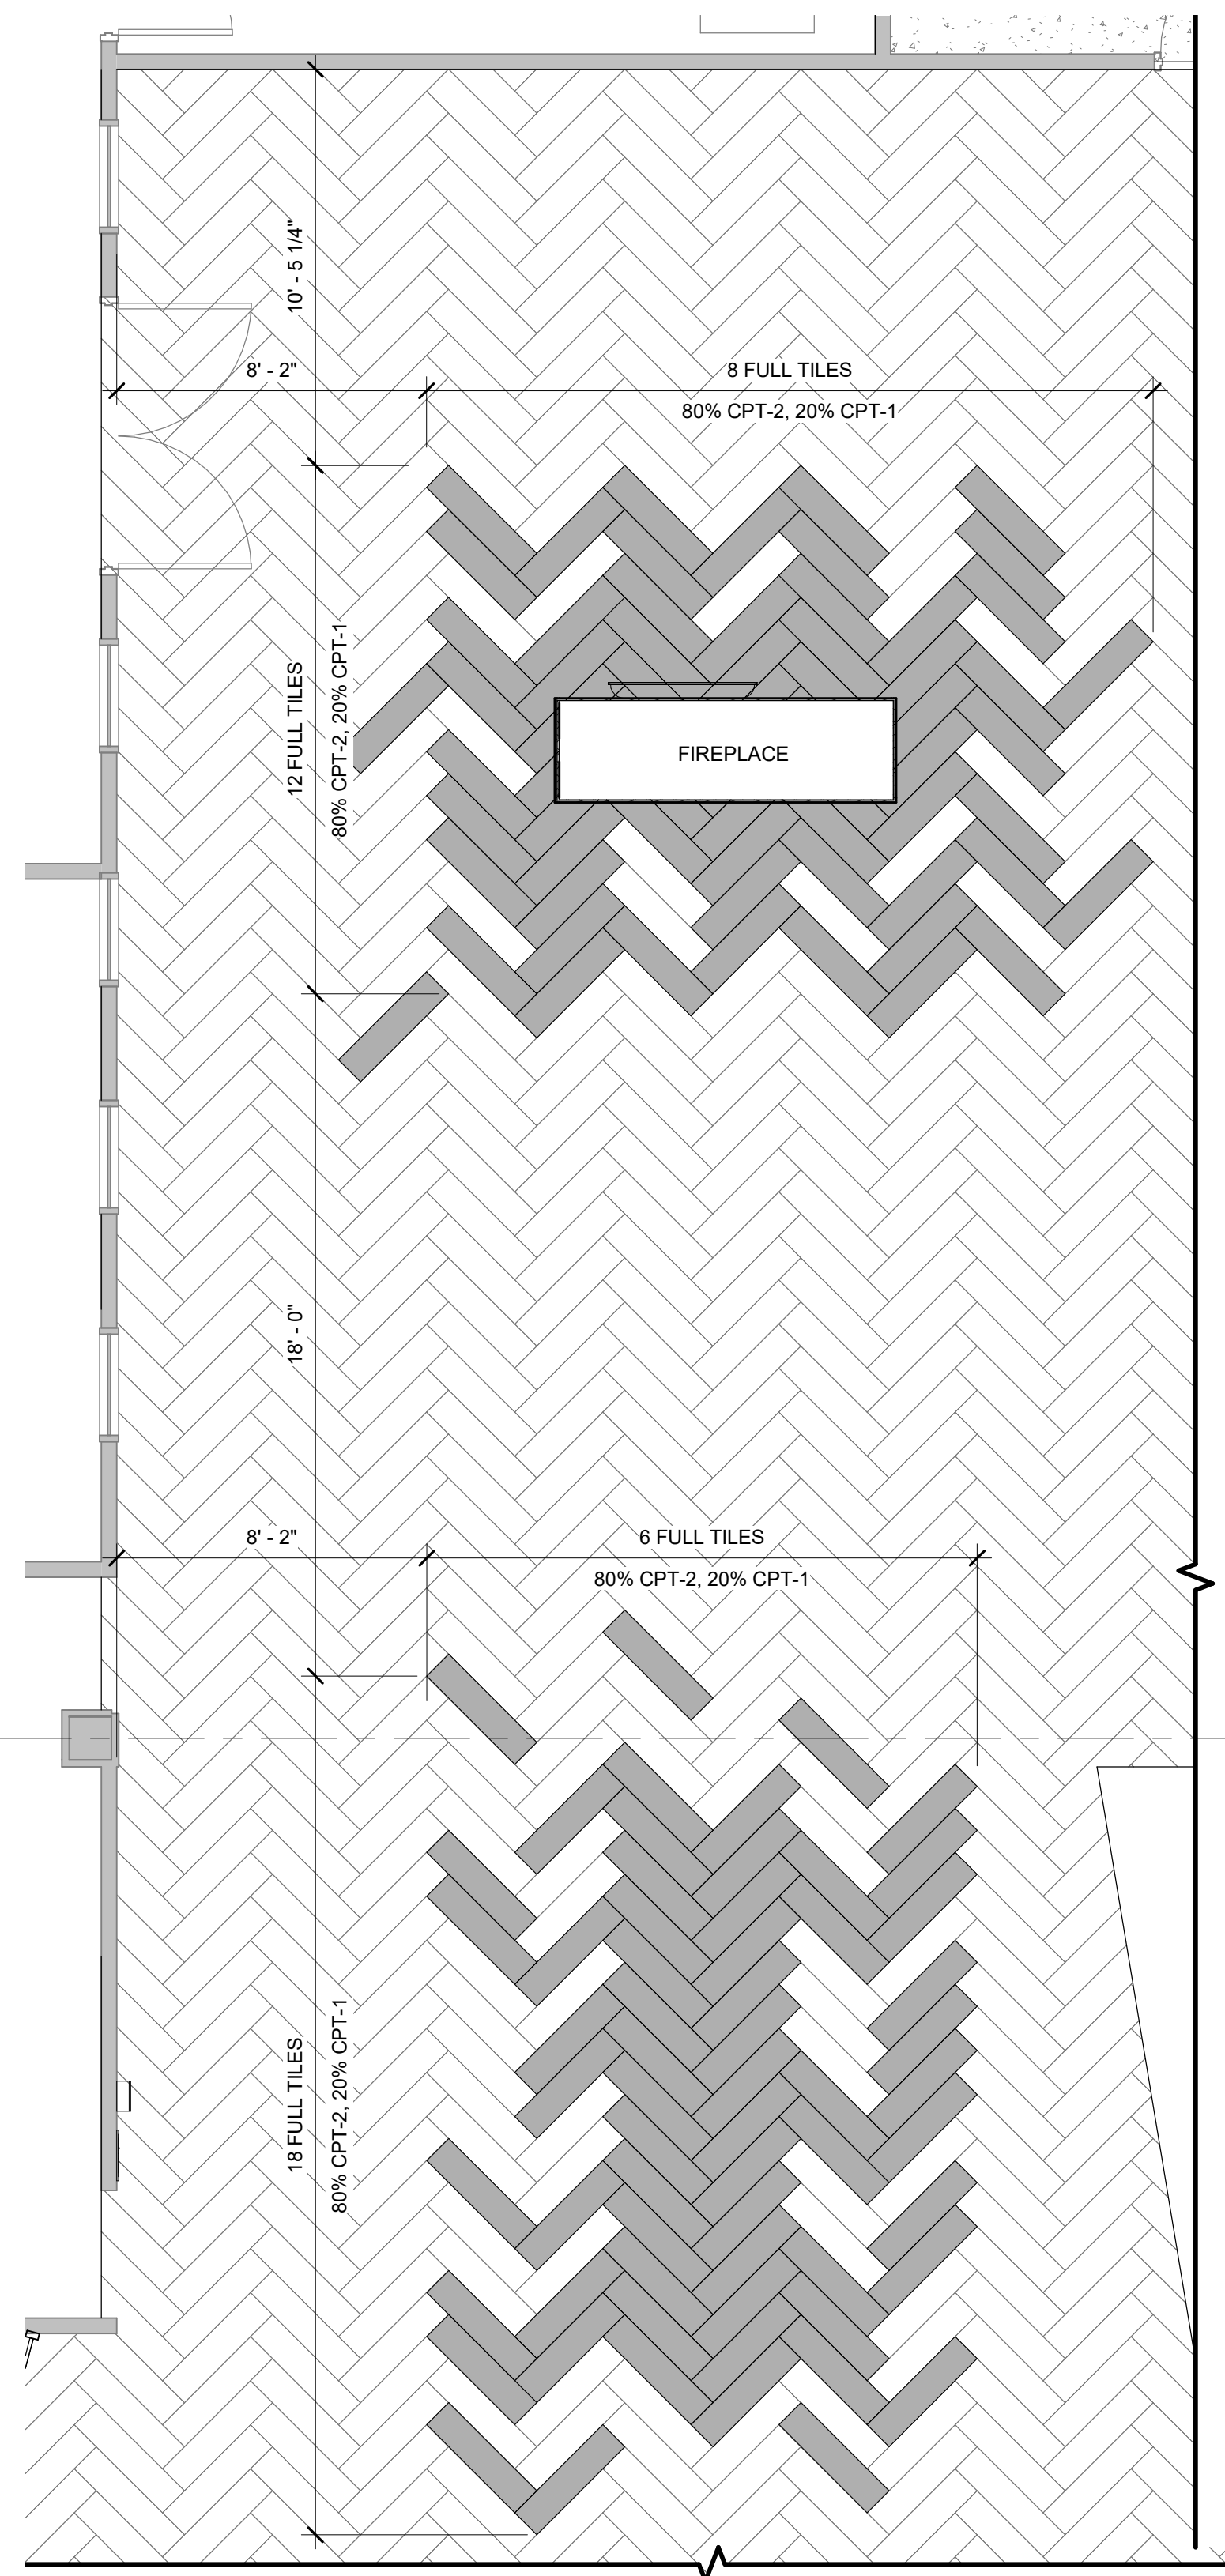 10' - 5 1/4"
8' - 2"
8 FULL TILES
80% CPT-2, 20% CPT-1
12 FULL TILES
80% CPT-2, 20% CPT-1
FIREPLACE
18' - 0"
8' - 2"
6 FULL TILES
80% CPT-2, 20% CPT-1
18 FULL TILES
80% CPT-2, 20% CPT-1